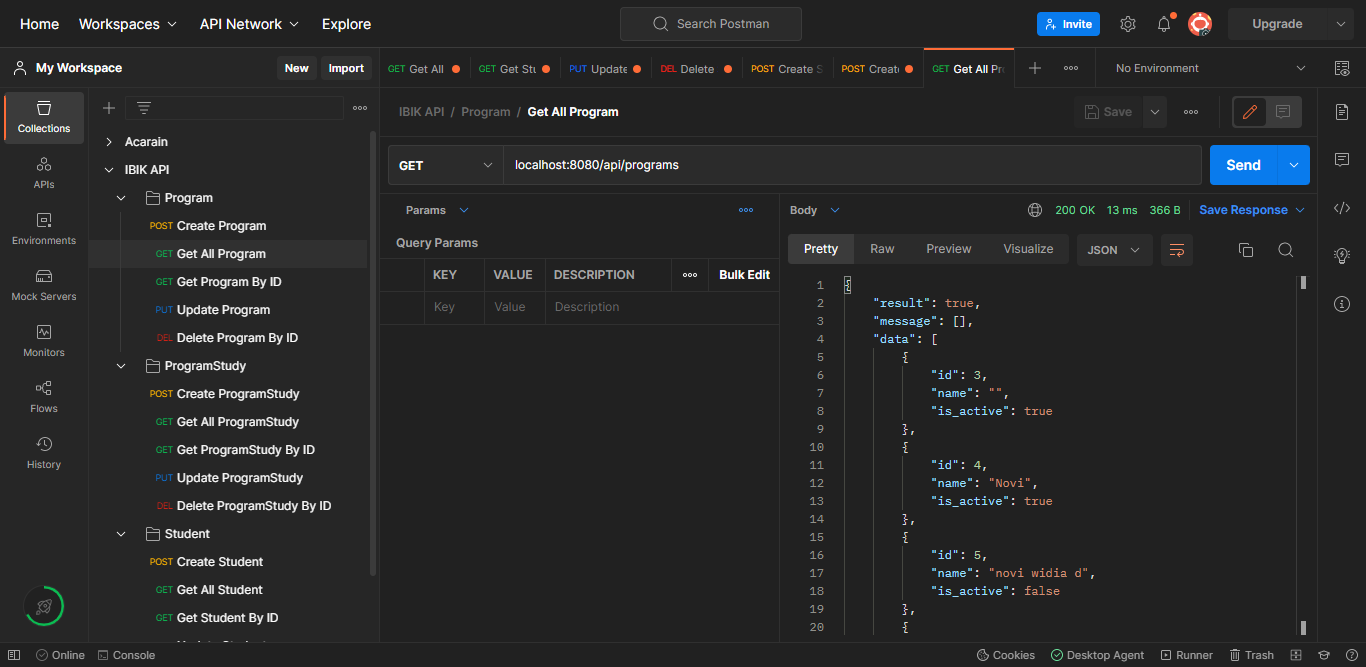 Home Workspaces API Network Explore Search Postman Invite Upgrade
My Workspace New Import
GET Get All GET Get Stu PUT Update DEL Delete POST Create S POST Creat GET Get All Pr No Environment
Collections
APIs
Environments
Mock Servers
Monitors
Flows
History
Acarain
IBIK API
Program
POST Create Program
GET Get All Program
GET Get Program By ID
PUT Update Program
DEL Delete Program By ID
ProgramStudy
POST Create ProgramStudy
GET Get All ProgramStudy
GET Get ProgramStudy By ID
PUT Update ProgramStudy
DEL Delete ProgramStudy By ID
Student
POST Create Student
GET Get All Student
GET Get Student By ID
IBIK API / Program / Get All Program Save
GET localhost:8080/api/programs Send
Params
Query Params
KEY VALUE DESCRIPTION Bulk Edit
Key Value Description
Body 200 OK 13 ms 366 B Save Response
Pretty Raw Preview Visualize JSON
1 {
2 "result": true,
3 "message": [],
4 "data": [
5 {
6 "id": 3,
7 "name": "",
8 "is_active": true
9 },
10 {
11 "id": 4,
12 "name": "Novi",
13 "is_active": true
14 },
15 {
16 "id": 5,
17 "name": "novi widia d",
18 "is_active": false
19 },
20 {
Online Console Cookies Desktop Agent Runner Trash